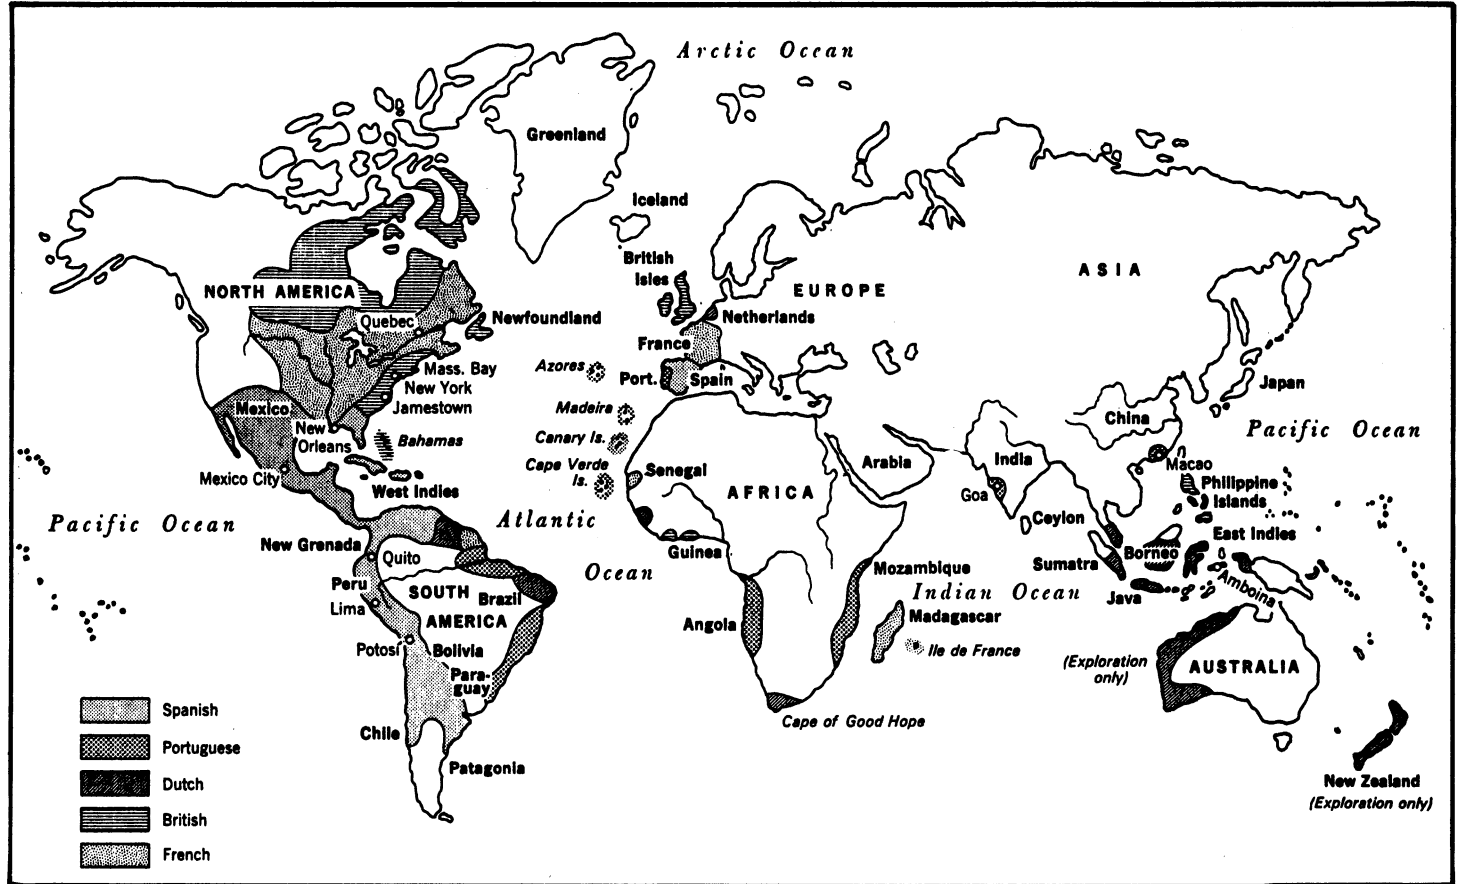 Arctic Ocean
Greenland
Iceland
British
Isles
ASIA
EUROPE
NORTH AMERICA
Quebec
Newfoundland
Netherlands
France
Azores
Mass. Bay
New York
Jamestown
Port.
Spain
Japan
Mexico
Madeira
China
New
Orleans
Bahamas
Canary Is.
Pacific Ocean
Mexico City
Cape Verde
Is.
Senegal
Arabia
India
Macao
West Indies
AFRICA
Goa
Philippine
Islands
Pacific Ocean
Atlantic
Ceylon
East Indies
New Grenada
Quito
Guinea
Sumatra
Borneo
Ocean
Mozambique
Amboina
Peru
SOUTH
Brazil
Indian Ocean
Java
Lima
AMERICA
Angola
Madagascar
Potosí
Bolivia
Ile de France
(Exploration
only)
AUSTRALIA
Para-
guay
Cape of Good Hope
Chile
Patagonia
New Zealand
(Exploration only)
Spanish
Portuguese
Dutch
British
French